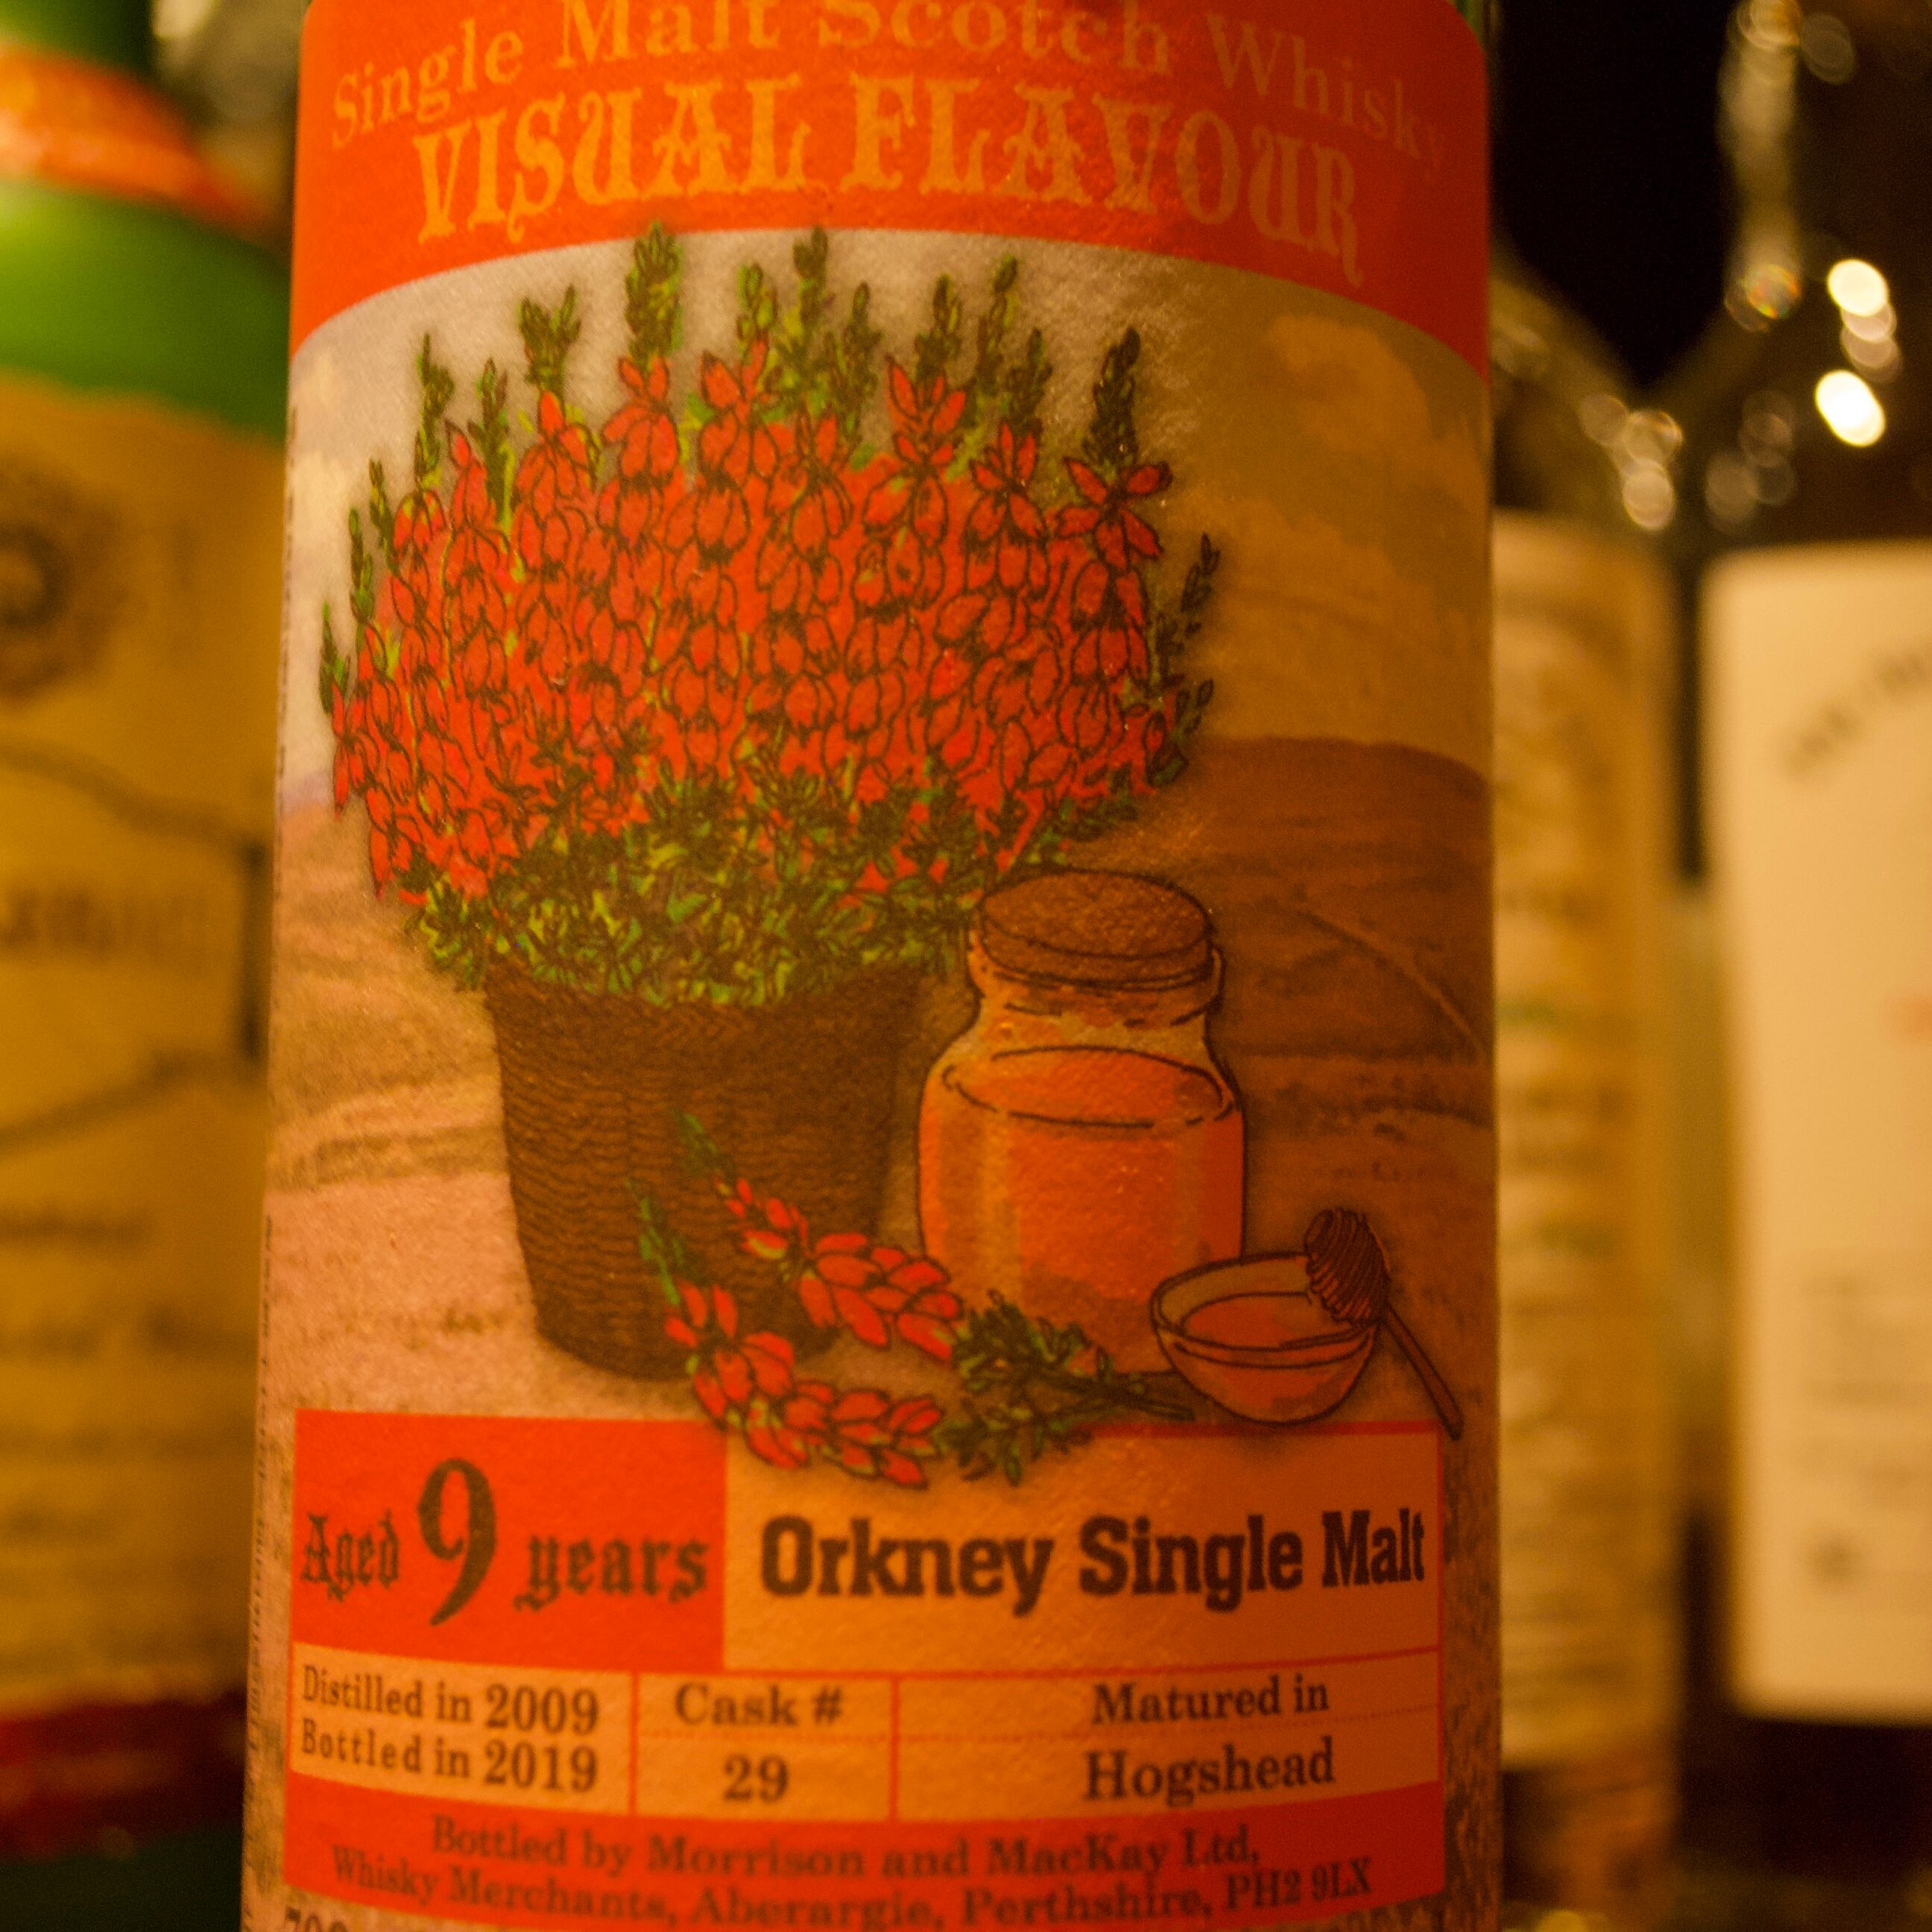 Single Malt Scotch Whisky
VISUAL FLAVOUR
Aged 9 years
Orkney Single Malt
Distilled in 2009
Bottled in 2019
Cask #
29
Matured in
Hogshead
Bottled by Morrison and MacKay Ltd,
Whisky Merchants, Aberargie, Perthshire, PH2 9LX